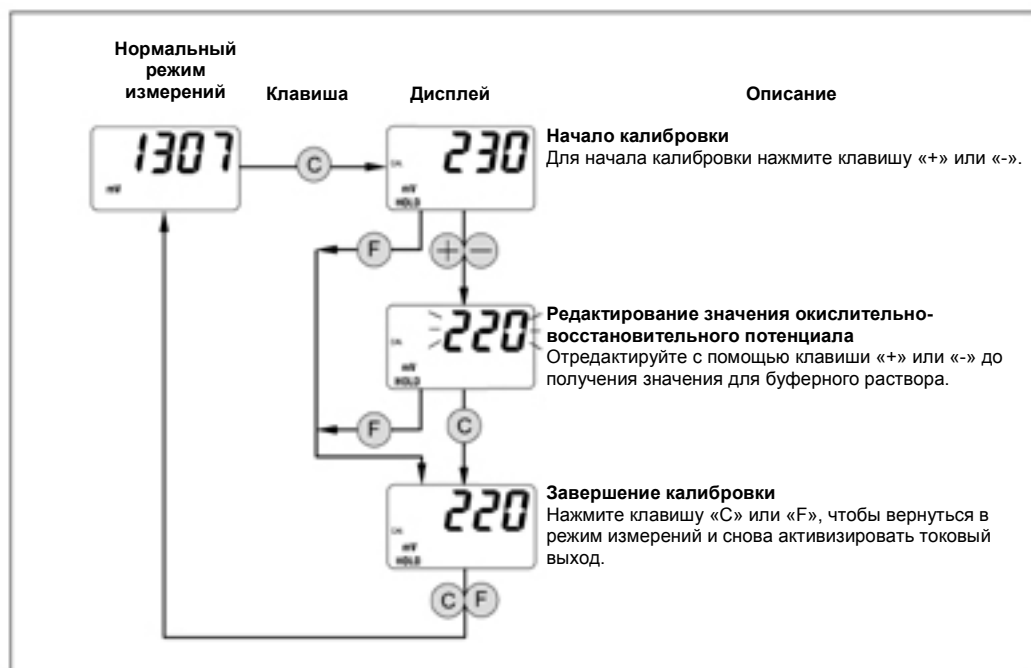 Нормальный
режим
измерений
Клавиша
Дисплей
Описание
1307
mV
C
230
CAL
mV
HOLD
Начало калибровки
Для начала калибровки нажмите клавишу «+» или «-».
F
+ −
220
CAL
mV
HOLD
Редактирование значения окислительно-
восстановительного потенциала
Отредактируйте с помощью клавиши «+» или «-» до
получения значения для буферного раствора.
F
C
220
CAL
mV
HOLD
Завершение калибровки
Нажмите клавишу «C» или «F», чтобы вернуться в
режим измерений и снова активизировать токовый
выход.
C F